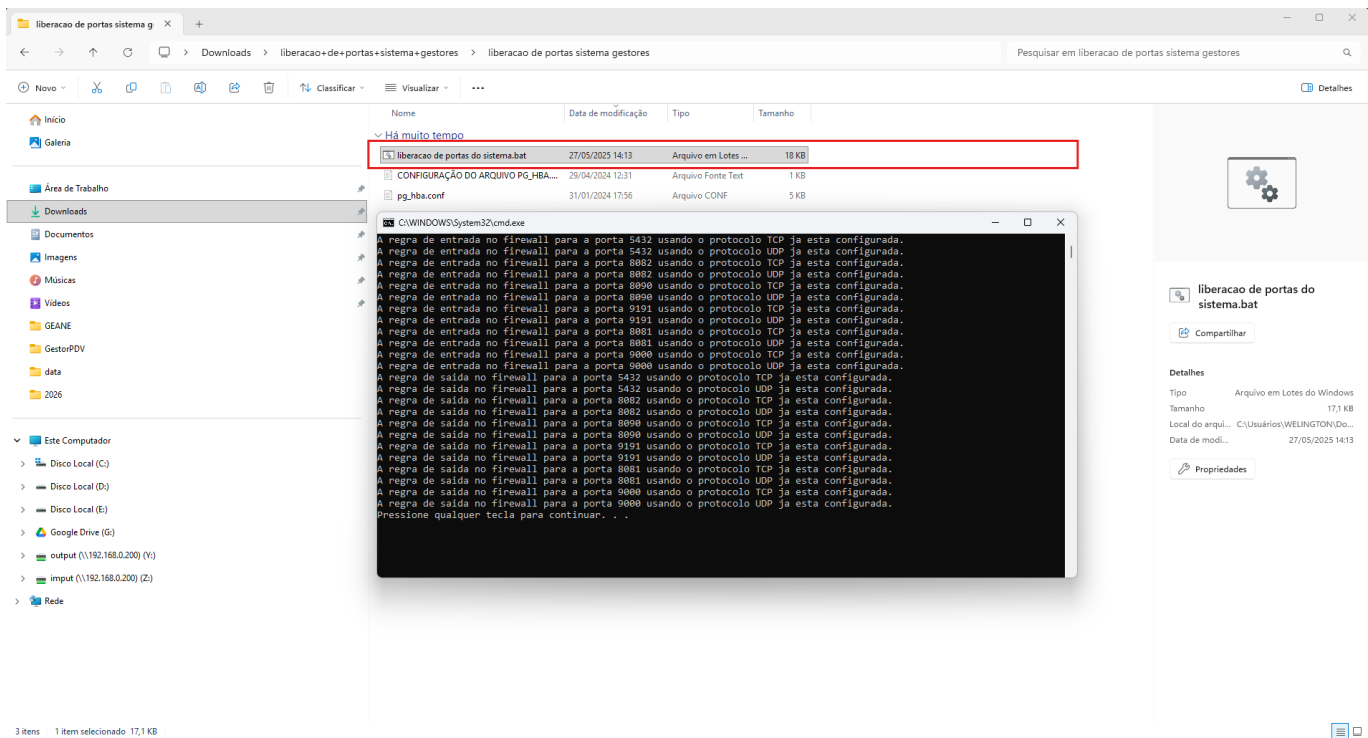 liberacao de portas sistema g
Downloads > liberacao+de+portas+sistema+gestores > liberacao de portas sistema gestores
Pesquisar em liberacao de portas sistema gestores
Novo
Classificar
Visualizar
Detalhes
Início
Galeria
Área de Trabalho
Downloads
Documentos
Imagens
Músicas
Vídeos
GEANE
GestorPDV
data
2026
Este Computador
Disco Local (C:)
Disco Local (D:)
Disco Local (E:)
Google Drive (G:)
output (\\192.168.0.200) (Y:)
imput (\\192.168.0.200) (Z:)
Rede
Nome Data de modificação Tipo Tamanho
Há muito tempo
liberacao de portas do sistema.bat 27/05/2025 14:13 Arquivo em Lotes ... 18 KB
CONFIGURAÇÃO DO ARQUIVO PG_HBA.... 29/04/2024 12:31 Arquivo Fonte Text 1 KB
pg_hba.conf 31/01/2024 17:56 Arquivo CONF 5 KB
C:\WINDOWS\System32\cmd.exe
A regra de entrada no firewall para a porta 5432 usando o protocolo TCP ja esta configurada.
A regra de entrada no firewall para a porta 5432 usando o protocolo UDP ja esta configurada.
A regra de entrada no firewall para a porta 8082 usando o protocolo TCP ja esta configurada.
A regra de entrada no firewall para a porta 8082 usando o protocolo UDP ja esta configurada.
A regra de entrada no firewall para a porta 8090 usando o protocolo TCP ja esta configurada.
A regra de entrada no firewall para a porta 8090 usando o protocolo UDP ja esta configurada.
A regra de entrada no firewall para a porta 9191 usando o protocolo TCP ja esta configurada.
A regra de entrada no firewall para a porta 9191 usando o protocolo UDP ja esta configurada.
A regra de entrada no firewall para a porta 8081 usando o protocolo TCP ja esta configurada.
A regra de entrada no firewall para a porta 8081 usando o protocolo UDP ja esta configurada.
A regra de entrada no firewall para a porta 9000 usando o protocolo TCP ja esta configurada.
A regra de entrada no firewall para a porta 9000 usando o protocolo UDP ja esta configurada.
A regra de saida no firewall para a porta 5432 usando o protocolo TCP ja esta configurada.
A regra de saida no firewall para a porta 5432 usando o protocolo UDP ja esta configurada.
A regra de saida no firewall para a porta 8082 usando o protocolo TCP ja esta configurada.
A regra de saida no firewall para a porta 8082 usando o protocolo UDP ja esta configurada.
A regra de saida no firewall para a porta 8090 usando o protocolo TCP ja esta configurada.
A regra de saida no firewall para a porta 8090 usando o protocolo UDP ja esta configurada.
A regra de saida no firewall para a porta 9191 usando o protocolo TCP ja esta configurada.
A regra de saida no firewall para a porta 9191 usando o protocolo UDP ja esta configurada.
A regra de saida no firewall para a porta 8081 usando o protocolo TCP ja esta configurada.
A regra de saida no firewall para a porta 8081 usando o protocolo UDP ja esta configurada.
A regra de saida no firewall para a porta 9000 usando o protocolo TCP ja esta configurada.
A regra de saida no firewall para a porta 9000 usando o protocolo UDP ja esta configurada.
Pressione qualquer tecla para continuar. . .
liberacao de portas do
sistema.bat
Compartilhar
Detalhes
Tipo Arquivo em Lotes do Windows
Tamanho 17,1 KB
Local do arqui... C:\Usuários\WELINGTON\Do...
Data de modi... 27/05/2025 14:13
Propriedades
3 itens 1 item selecionado 17,1 KB